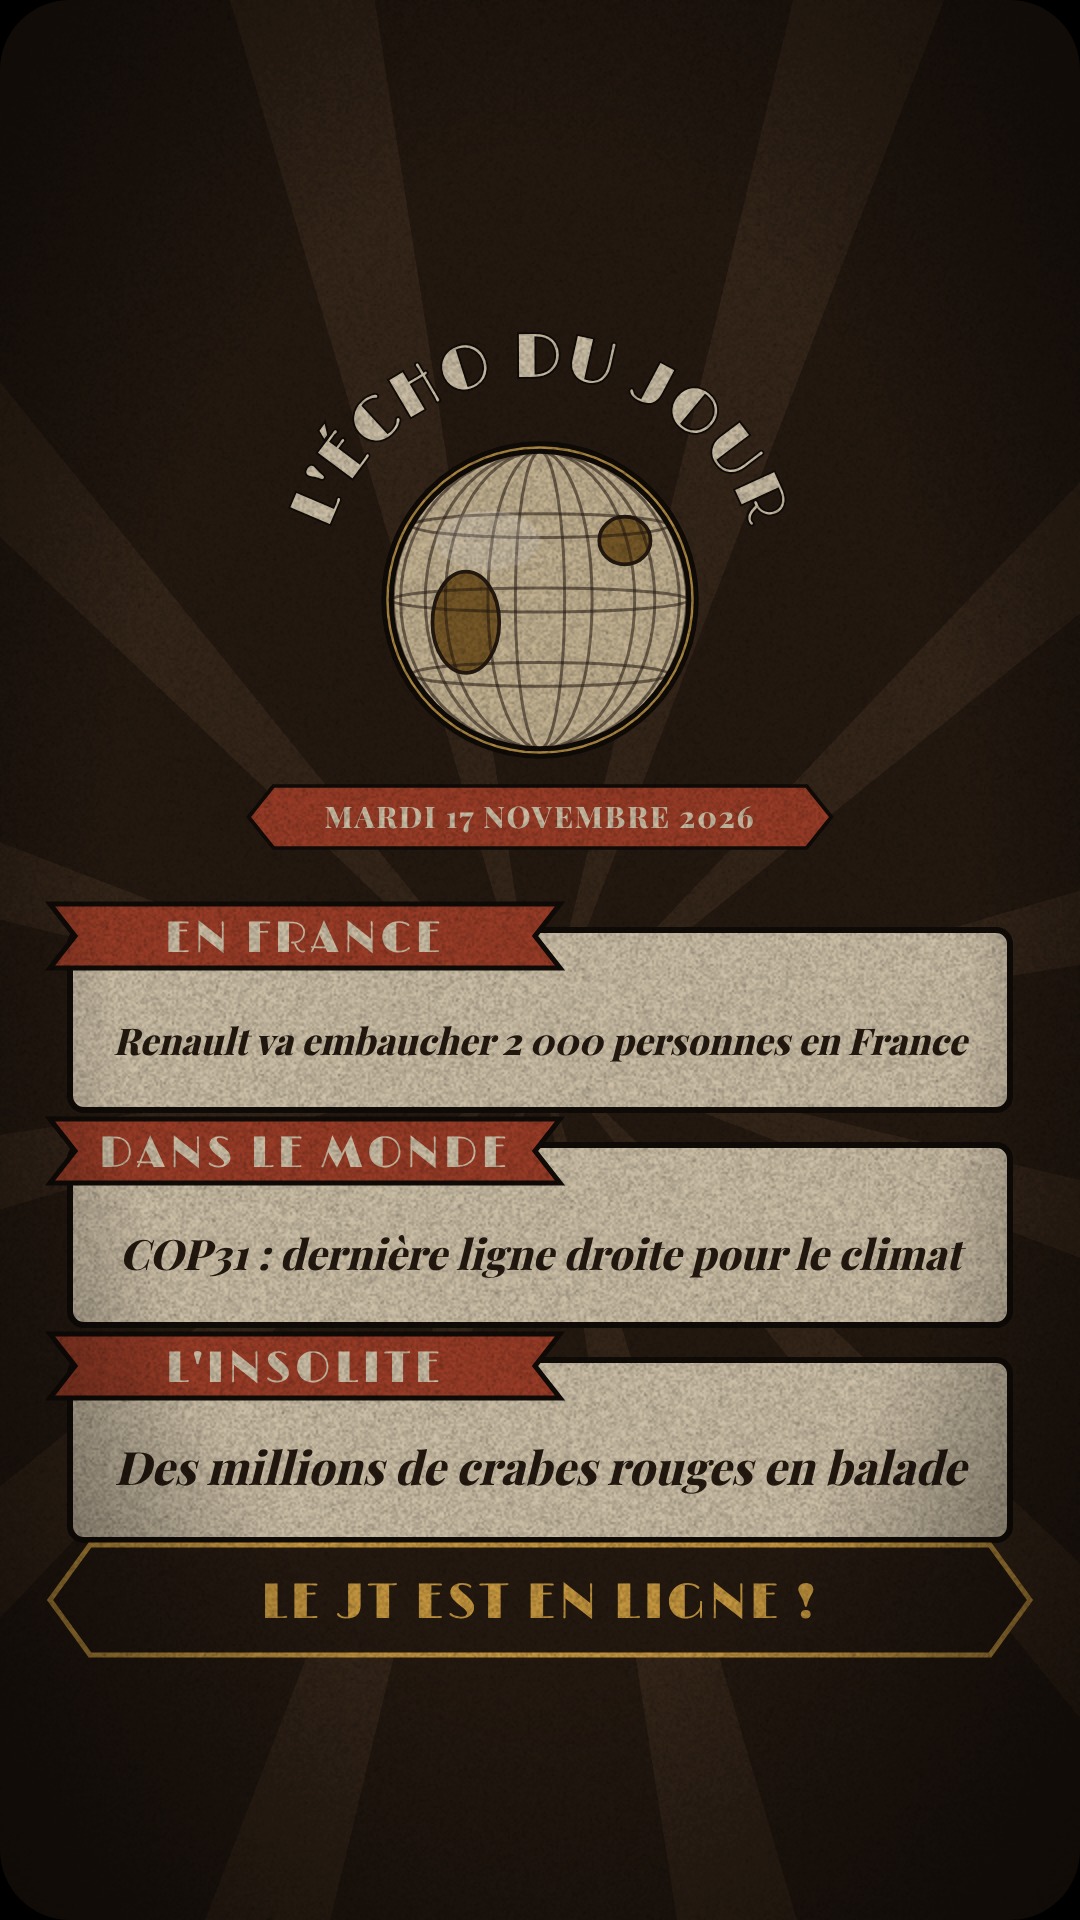 L'ÉCHO DU JOUR
MARDI 17 NOVEMBRE 2026
EN FRANCE
Renault va embaucher 2 000 personnes en France
DANS LE MONDE
COP31 : dernière ligne droite pour le climat
L'INSOLITE
Des millions de crabes rouges en balade
LE JT EST EN LIGNE !